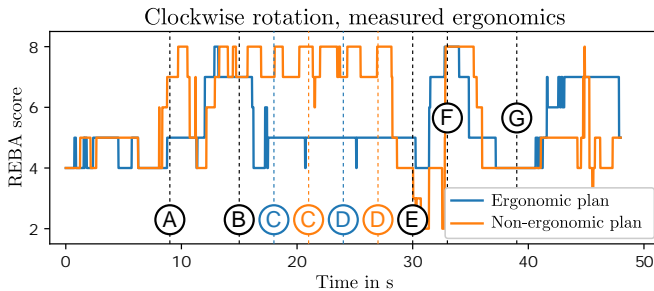 Clockwise rotation, measured ergonomics
REBA score
8
6
4
2
A
B
C
C
D
D
E
F
G
Ergonomic plan
Non-ergonomic plan
0
10
20
30
40
50
Time in s